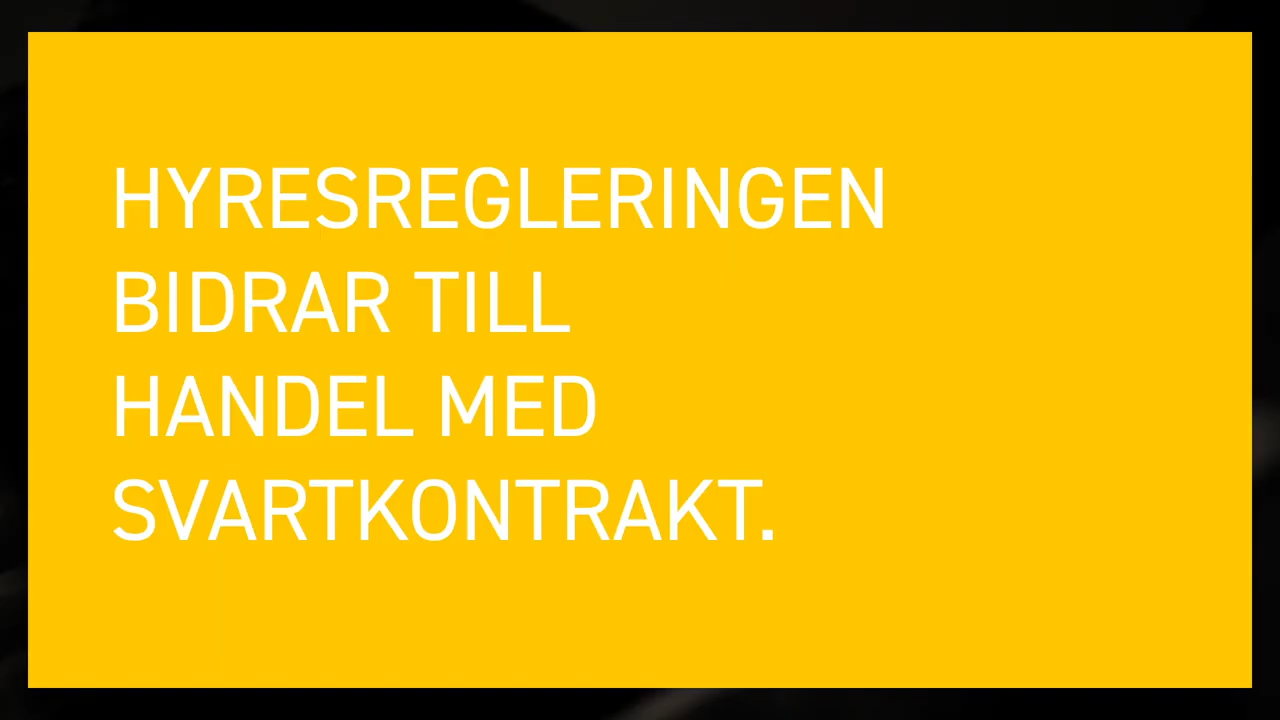 HYRESREGLERINGEN
BIDRAR TILL
HANDEL MED
SVARTKONTRAKT.